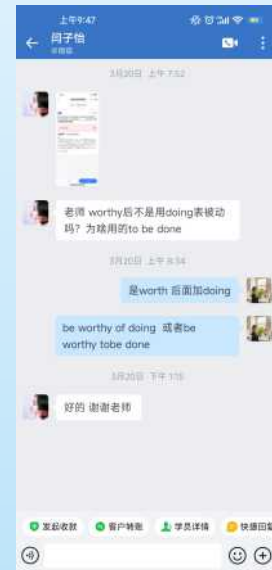 上午9:47
闫子怡
@微信
3月20日 上午 7:52
老师 worthy后不是用doing表被动
吗？为啥用的to be done
3月20日 上午 8:34
是worth 后面加doing
be worthy of doing 或者be
worthy tobe done
3月20日 下午 1:15
好的 谢谢老师
发起收款
客户转账
学员详情
快捷回复